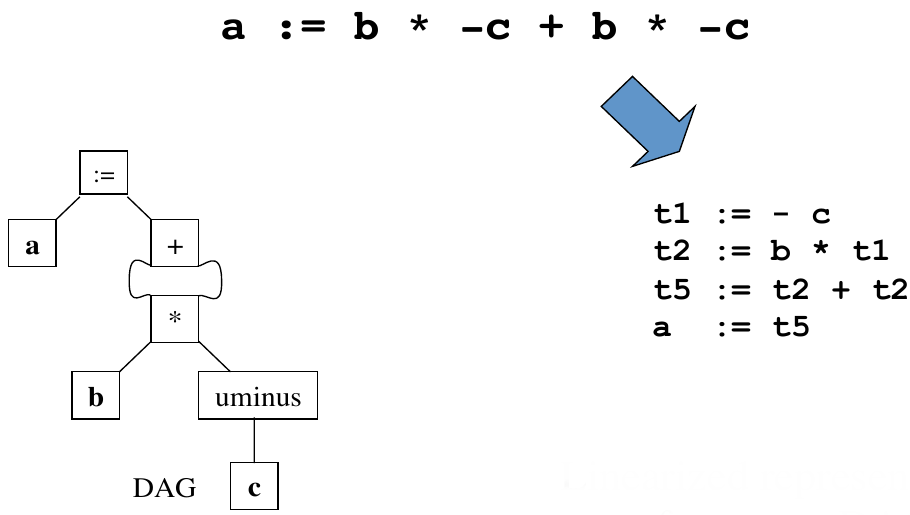 a := b * -c + b * -c
:=
a
+
*
b
uminus
c
DAG
t1 := - c
t2 := b * t1
t5 := t2 + t2
a := t5